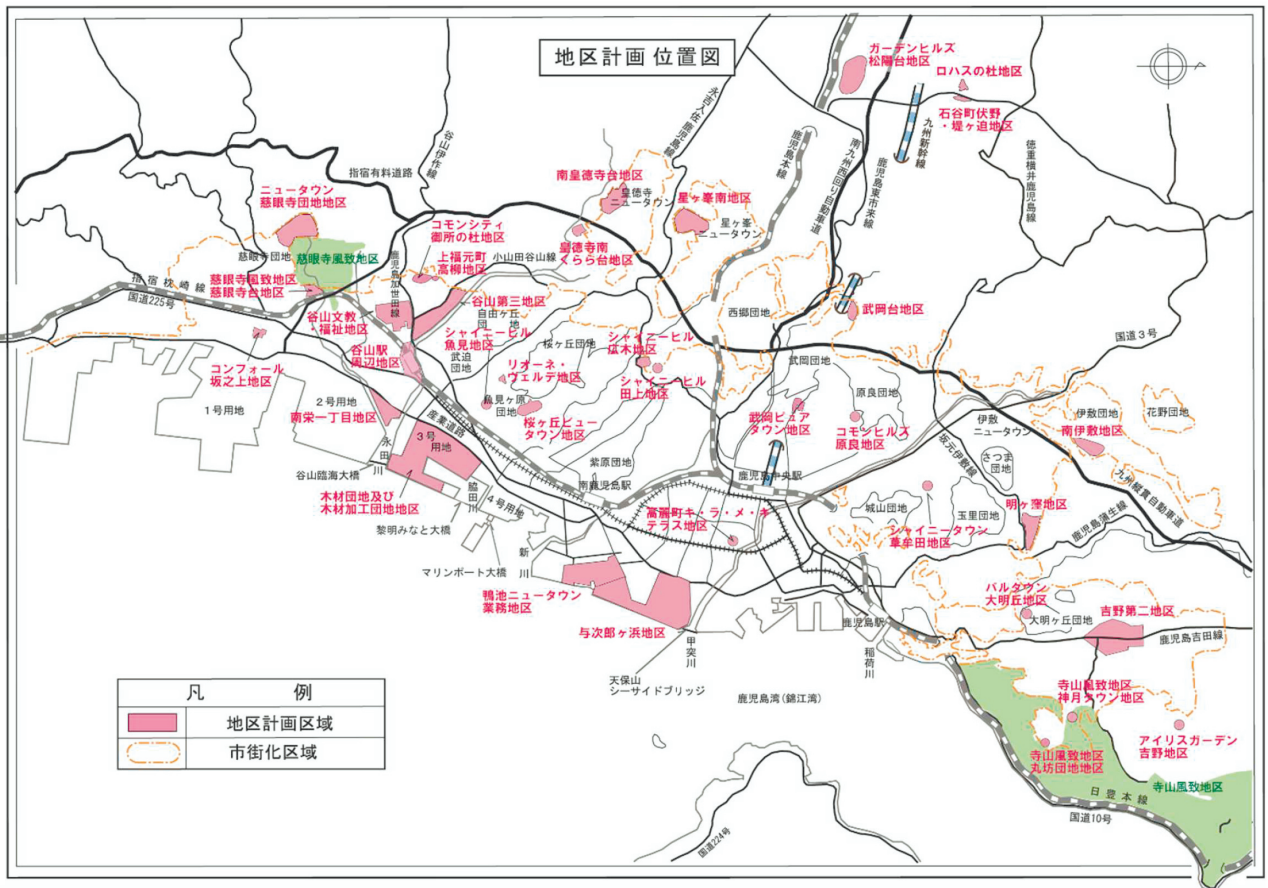 地区計画位置図
ガーデンヒルズ
松陽台地区
ロハスの杜地区
石谷町伏野
・堤ヶ迫地区
九州新幹線
徳重横井鹿児島線
永吉入佐鹿児島線
鹿児島本線
南九州西回り自動車道
鹿児島東市来線
谷山伊作線
指宿有料道路
ニュータウン
慈眼寺団地地区
慈眼寺団地
慈眼寺風致地区
慈眼寺風致地区
慈眼寺台地区
指宿枕崎線
国道225号
鹿児島加世田線
コモンシティ
御所の杜地区
上福元町
高柳地区
小山田谷山線
南皇徳寺台地区
皇徳寺
ニュータウン
皇徳寺南
くらら台地区
星ヶ峯南地区
星ヶ峯
ニュータウン
谷山第三地区
自由ヶ丘
団地
谷山文教
・福祉地区
谷山駅
周辺地区
シャイニーヒル
魚見地区
武迫
団地
桜ヶ丘団地
リオーネ・
ヴェルデ地区
魚見ヶ原
団地
桜ヶ丘ビュー
タウン地区
シャイニーヒル
広木地区
シャイニーヒル
田上地区
西郷団地
武岡台地区
武岡団地
原良団地
武岡ピュア
タウン地区
コモンヒルズ
原良地区
国道3号
伊敷
ニュータウン
伊敷団地
花野団地
南伊敷地区
さつま
団地
坂元伊敷線
九州縦貫自動車道
コンフォール
坂之上地区
1号用地
2号用地
南栄一丁目地区
産業道路
3号
用地
永田川
谷山臨海大橋
木材団地及び
木材加工団地地区
脇田川
4号用地
黎明みなと大橋
マリンポート大橋
新川
紫原団地
南鹿児島駅
鹿児島中央駅
高麗町キ・ラ・メ・キ
テラス地区
城山団地
玉里団地
シャイニータウン
草牟田地区
明ヶ窪地区
鹿児島蒲生線
鴨池ニュータウン
業務地区
与次郎ヶ浜地区
甲突川
天保山
シーサイドブリッジ
鹿児島駅
稲荷川
鹿児島湾(錦江湾)
パルタウン
大明丘地区
大明ヶ丘団地
吉野第二地区
鹿児島吉田線
寺山風致地区
神月タウン地区
アイリスガーデン
吉野地区
寺山風致地区
丸坊団地地区
寺山風致地区
日豊本線
国道10号
国道224号
凡例
地区計画区域
市街化区域